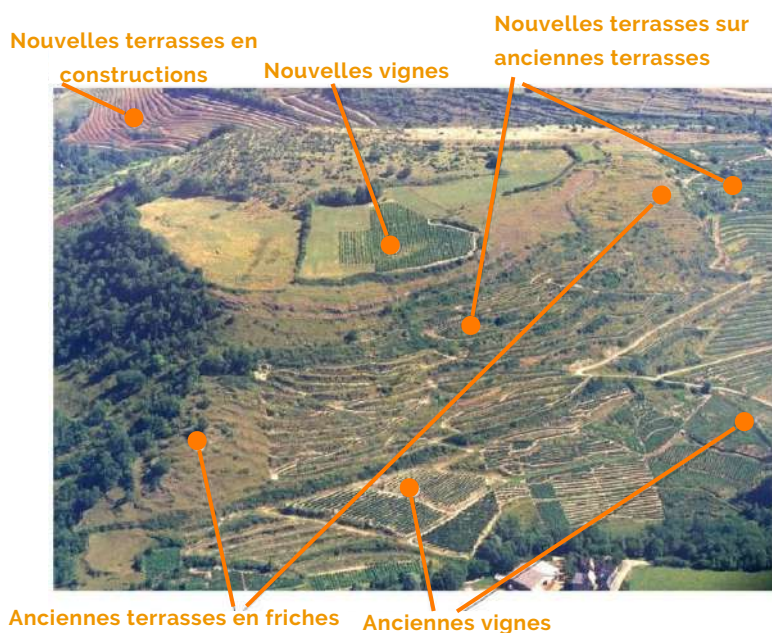 Nouvelles terrasses en
constructions
Nouvelles vignes
Nouvelles terrasses sur
anciennes terrasses
Anciennes terrasses en friches
Anciennes vignes